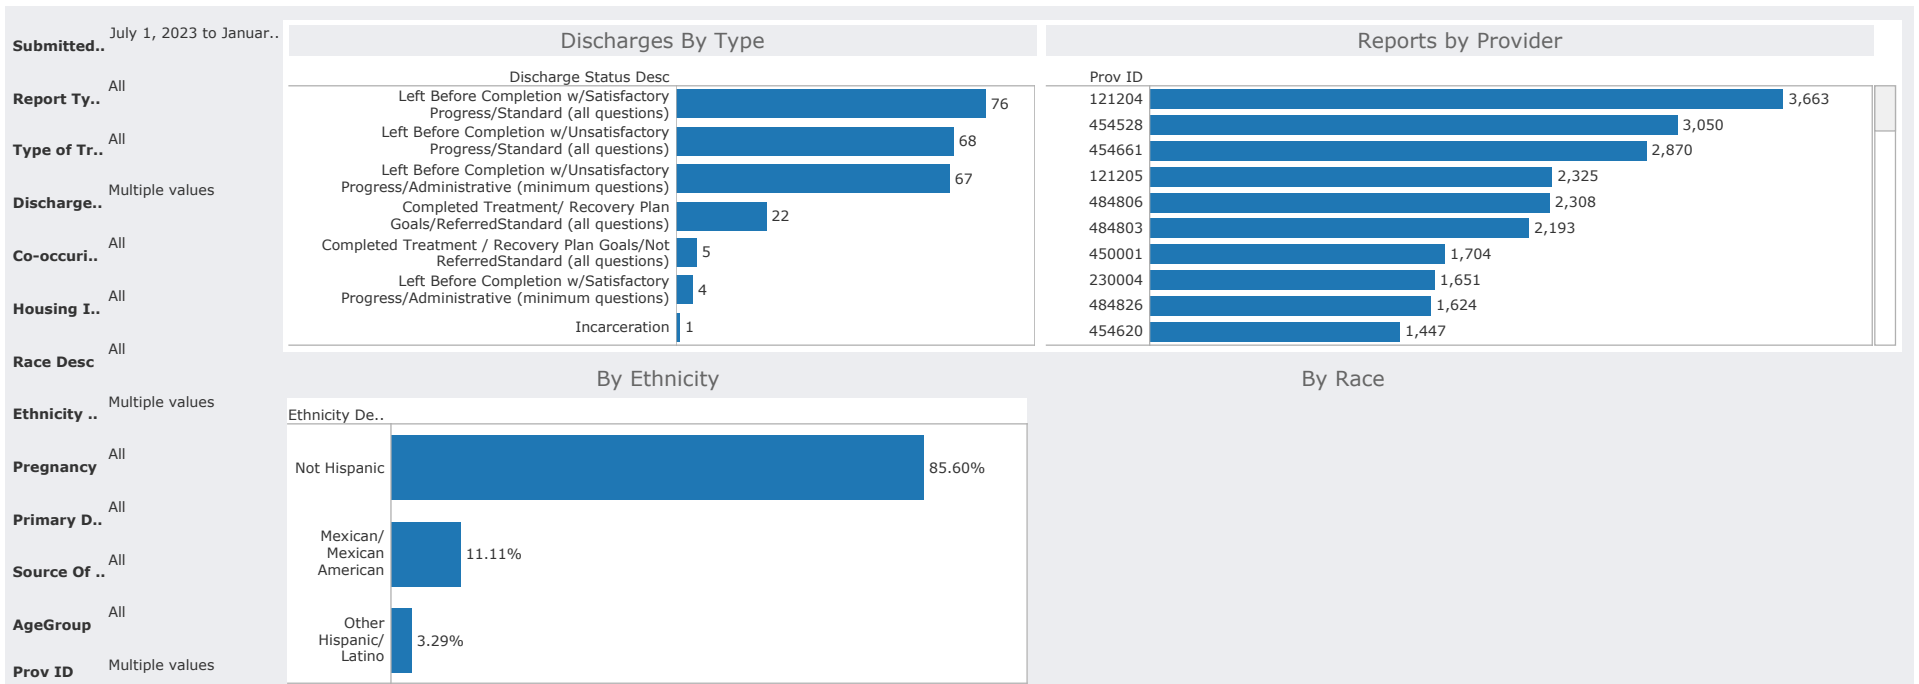 Submitted..
July 1, 2023 to Januar..
Report Ty..
All
Type of Tr..
All
Discharge..
Multiple values
Co-occuri..
All
Housing I..
All
Race Desc
All
Ethnicity ..
Multiple values
Pregnancy
All
Primary D..
All
Source Of ..
All
AgeGroup
All
Prov ID
Multiple values
Discharges By Type
Discharge Status Desc
Left Before Completion w/Satisfactory
Progress/Standard (all questions)
76
Left Before Completion w/Unsatisfactory
Progress/Standard (all questions)
68
Left Before Completion w/Unsatisfactory
Progress/Administrative (minimum questions)
67
Completed Treatment/ Recovery Plan
Goals/ReferredStandard (all questions)
22
Completed Treatment / Recovery Plan Goals/Not
ReferredStandard (all questions)
5
Left Before Completion w/Satisfactory
Progress/Administrative (minimum questions)
4
Incarceration
1
Reports by Provider
Prov ID
121204 3,663
454528 3,050
454661 2,870
121205 2,325
484806 2,308
484803 2,193
450001 1,704
230004 1,651
484826 1,624
454620 1,447
By Ethnicity
Ethnicity De..
Not Hispanic
85.60%
Mexican/
Mexican
American
11.11%
Other
Hispanic/
Latino
3.29%
By Race